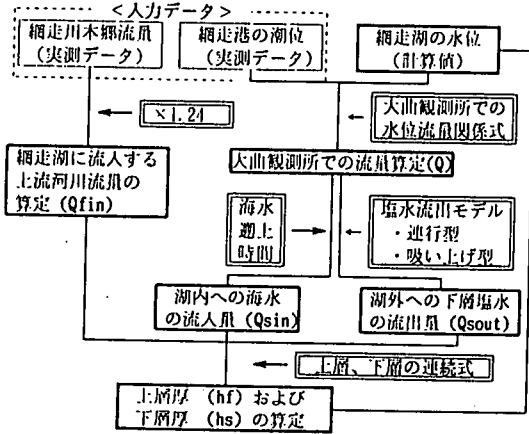 <入力データ>
網走川本郷流量
(実測データ)
網走港の潮位
(実測データ)
網走湖の水位
(計算値)
×1.24
大曲観測所での
水位流量関係式
網走湖に流入する
上流河川流量の
算定 (Qfin)
大曲観測所での流量算定(Q)
海水
遡上
時間
塩水流出モデル
・連行型
・吸い上げ型
湖内への海水
の流入量 (Qsin)
湖外への下層塩水
の流出量 (Qsout)
上層、下層の連続式
上層厚 (hf) および
下層厚 (hs) の算定